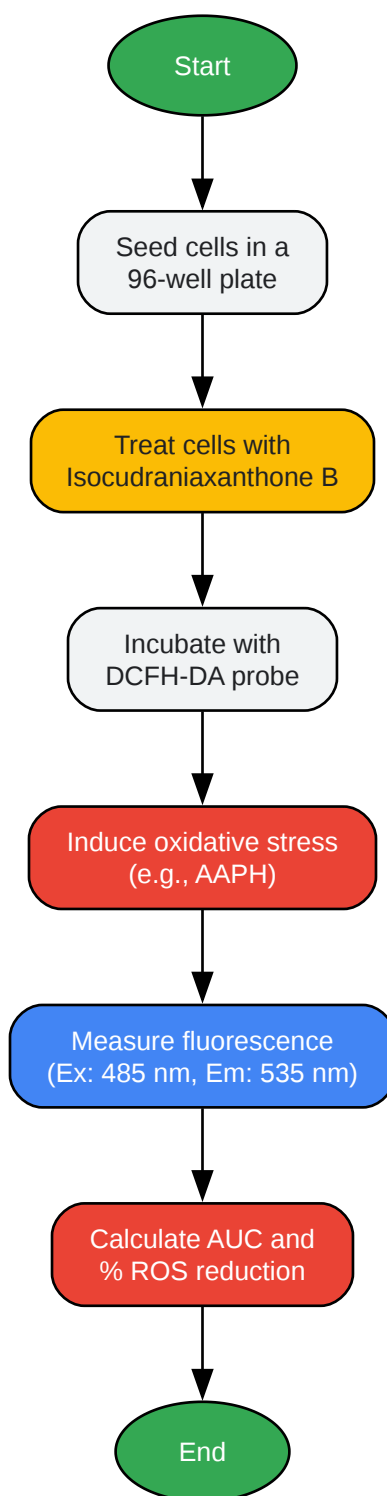 Start
Seed cells in a
96-well plate
Treat cells with
Isocudraniaxanthone B
Incubate with
DCFH-DA probe
Induce oxidative stress
(e.g., AAPH)
Measure fluorescence
(Ex: 485 nm, Em: 535 nm)
Calculate AUC and
% ROS reduction
End